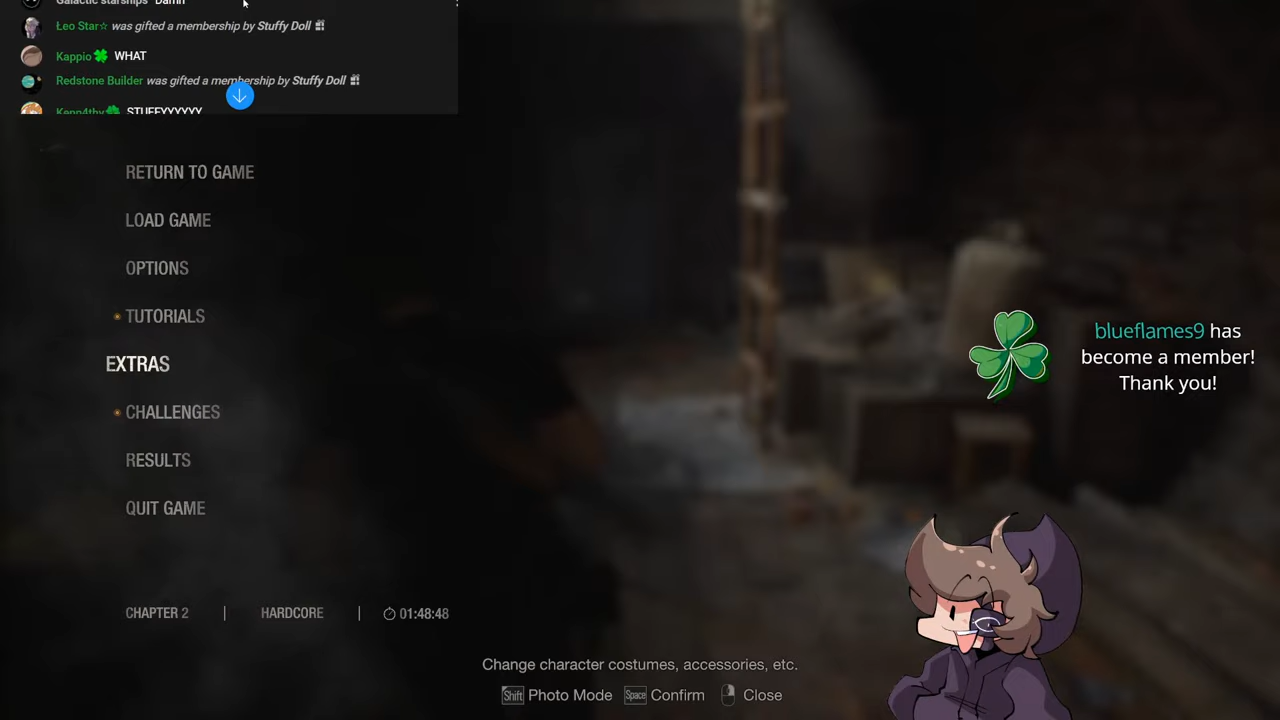 Galactic starships Damn
Łeo Star☆ was gifted a membership by Stuffy Doll
Kappio WHAT
Redstone Builder was gifted a membership by Stuffy Doll
Kenn4thy STUFFYYYYYY
RETURN TO GAME
LOAD GAME
OPTIONS
TUTORIALS
EXTRAS
CHALLENGES
RESULTS
QUIT GAME
blueflames9 has
become a member!
Thank you!
CHAPTER 2 | HARDCORE | 01:48:48
Change character costumes, accessories, etc.
Shift Photo Mode Space Confirm Close